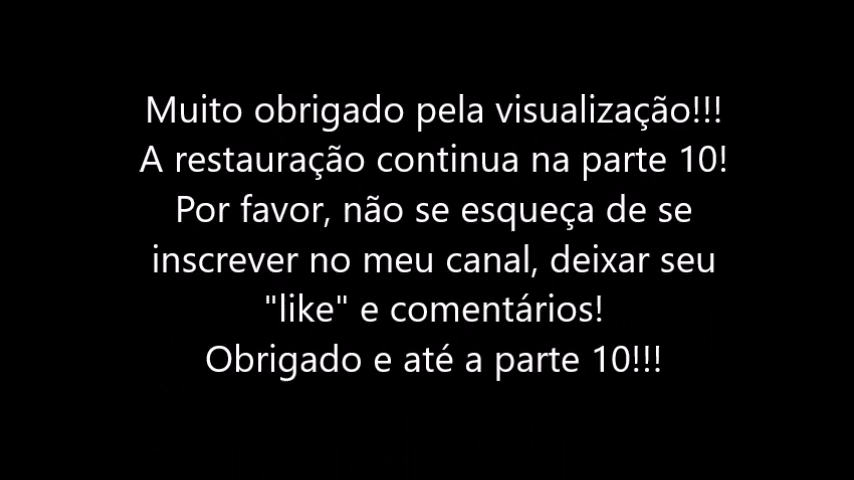 Muito obrigado pela visualização!!!
A restauração continua na parte 10!
Por favor, não se esqueça de se
inscrever no meu canal, deixar seu
"like" e comentários!
Obrigado e até a parte 10!!!